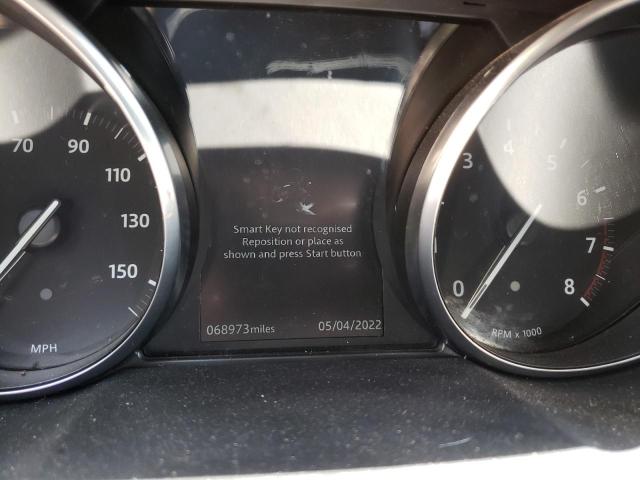 70
90
110
130
150
MPH
Smart Key not recognised
Reposition or place as
shown and press Start button
068973miles 05/04/2022
0
3
4
5
6
7
8
RPM x 1000